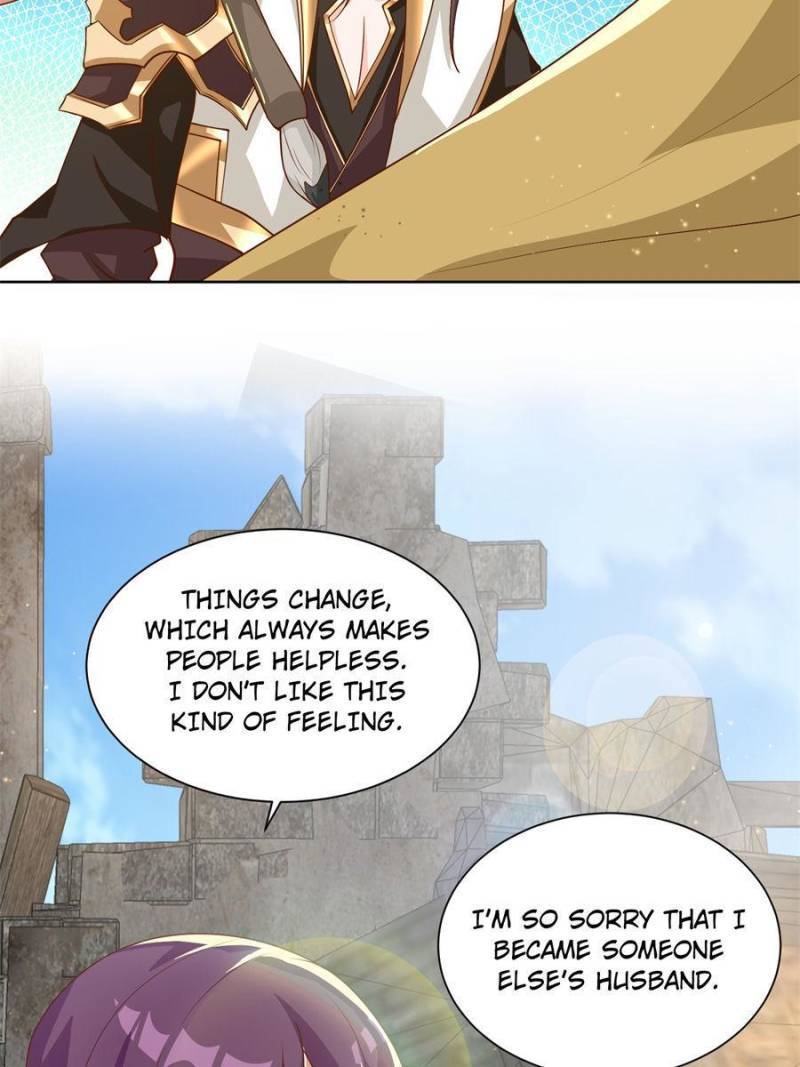 THINGS CHANGE,
WHICH ALWAYS MAKES
PEOPLE HELPLESS.
I DON'T LIKE THIS
KIND OF FEELING.
I'M SO SORRY THAT I
BECAME SOMEONE
ELSE'S HUSBAND.